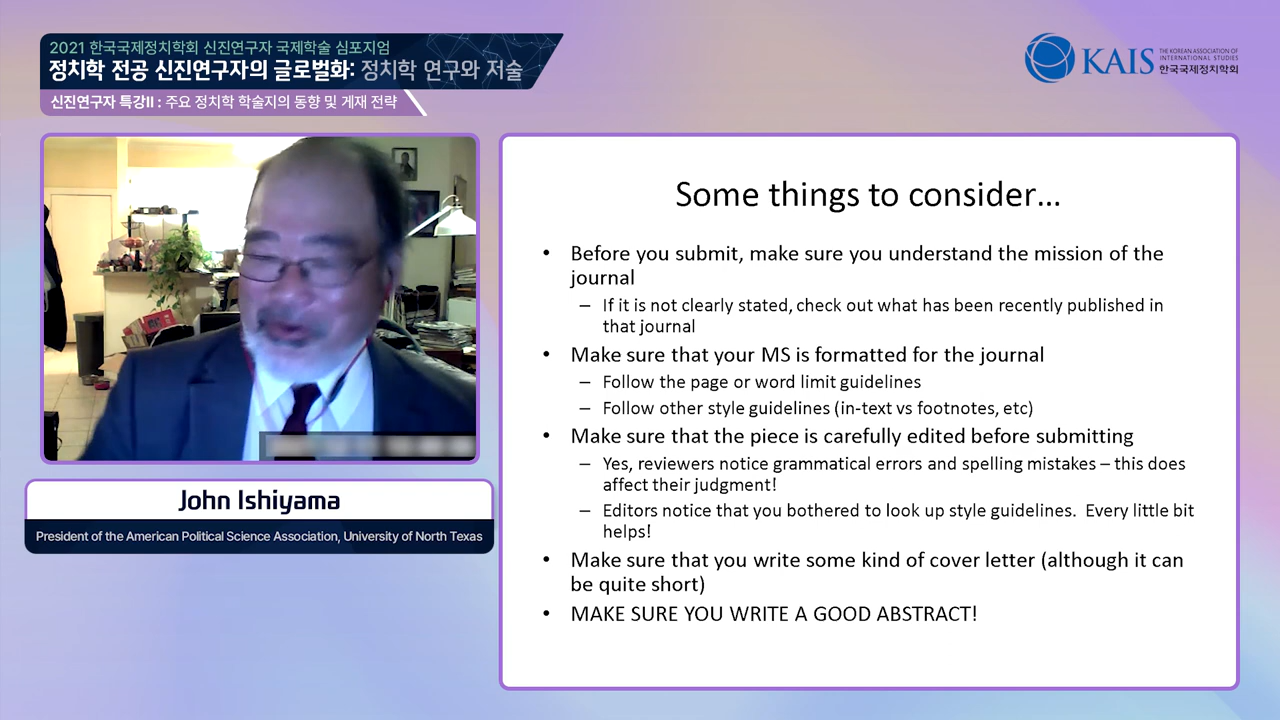 2021 한국국제정치학회 신진연구자 국제학술 심포지엄
정치학 전공 신진연구자의 글로벌화: 정치학 연구와 저술
신진연구자 특강II : 주요 정치학 학술지의 동향 및 게재 전략
KAIS
THE KOREAN ASSOCIATION OF
INTERNATIONAL STUDIES
한국국제정치학회
John Ishiyama
President of the American Political Science Association, University of North Texas
Some things to consider…
• Before you submit, make sure you understand the mission of the
journal
– If it is not clearly stated, check out what has been recently published in
that journal
• Make sure that your MS is formatted for the journal
– Follow the page or word limit guidelines
– Follow other style guidelines (in-text vs footnotes, etc)
• Make sure that the piece is carefully edited before submitting
– Yes, reviewers notice grammatical errors and spelling mistakes – this does
affect their judgment!
– Editors notice that you bothered to look up style guidelines. Every little bit
helps!
• Make sure that you write some kind of cover letter (although it can
be quite short)
• MAKE SURE YOU WRITE A GOOD ABSTRACT!